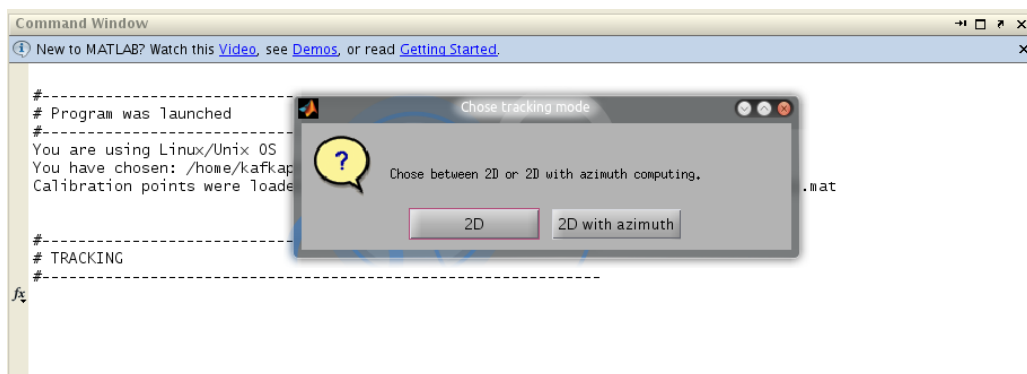 Command Window
New to MATLAB? Watch this Video, see Demos, or read Getting Started.
#----------------------------
# Program was launched
#----------------------------
You are using Linux/Unix OS
You have chosen: /home/kafkap
Calibration points were loade
.mat
#----------------------------
# TRACKING
#----------------------------------------------------------------
fx
Chose tracking mode
?
Chose between 2D or 2D with azimuth computing.
2D
2D with azimuth